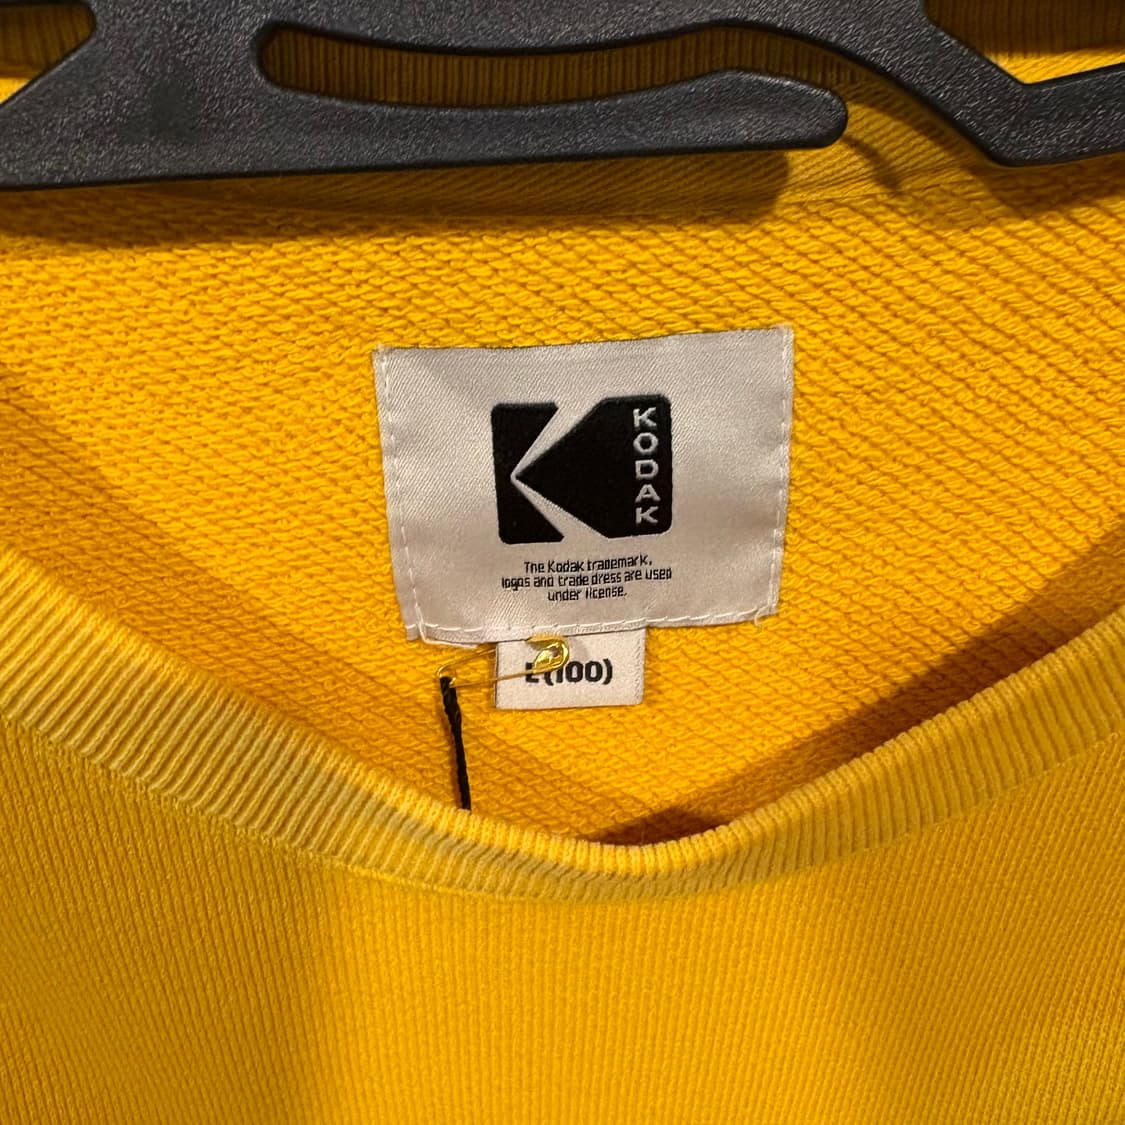 KODAK
The Kodak trademark,
logos and trade dress are used
under license.
L (100)